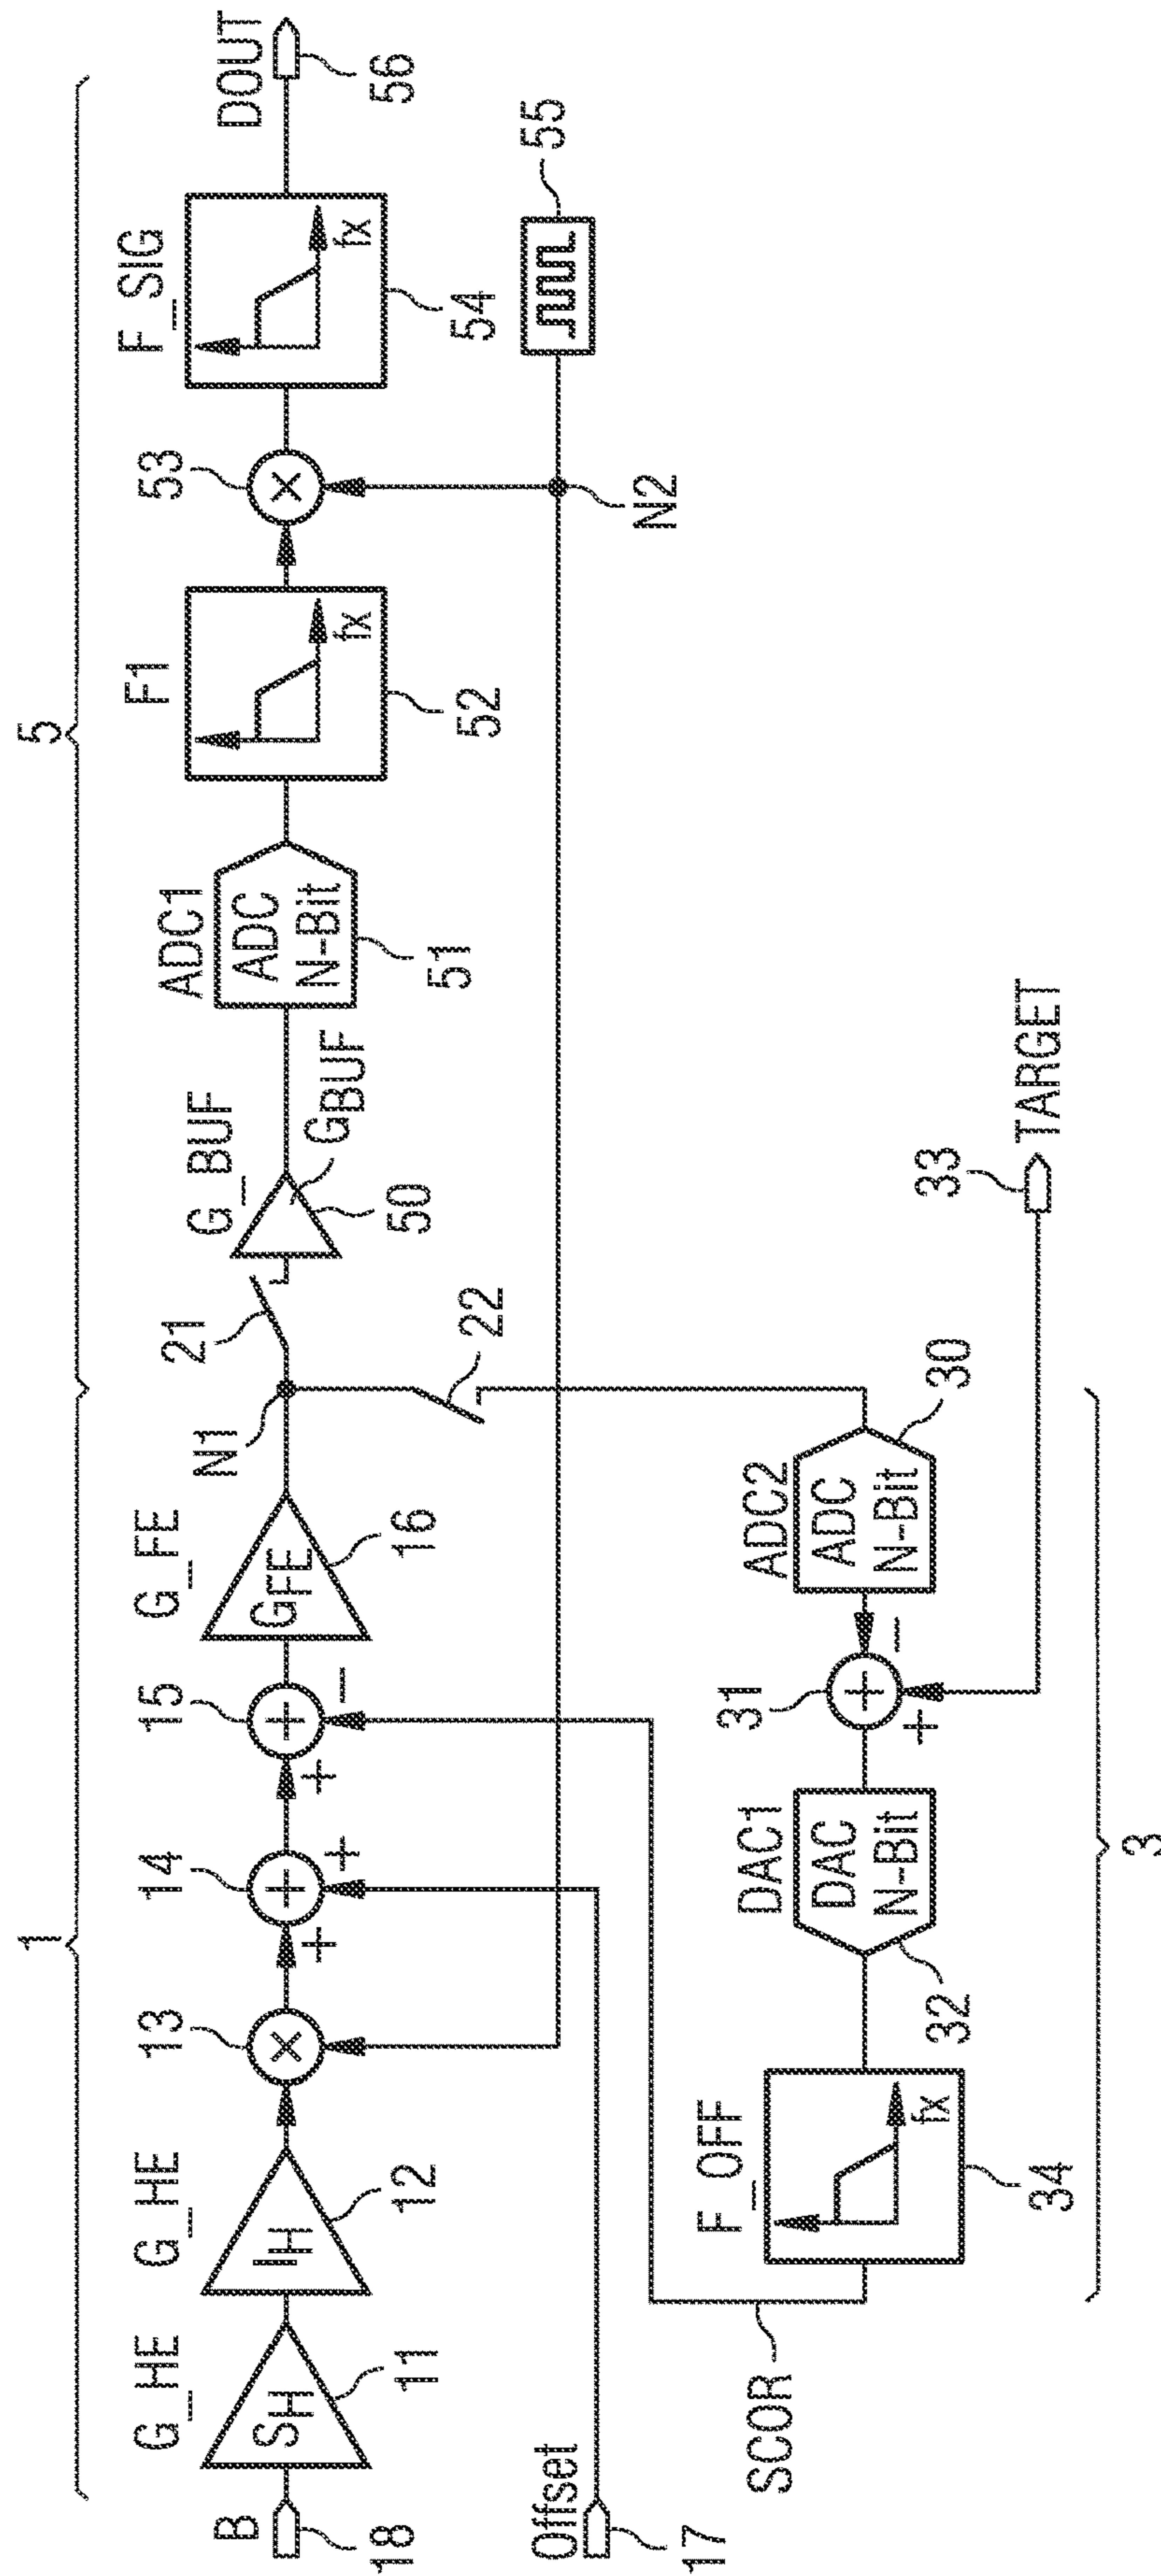 1
5
B
18
G_HE
SH
11
G_HE
12
13
14
15
G_FE
GFE
16
N1
21
22
G_BUF
GBUF
50
ADC1
ADC
N-Bit
51
F1
fx
52
×
53
F_SIG
fx
54
DOUT
56
55
N2
×
+
+
+
+
+
−
Offset
17
SCOR
F_OFF
fx
34
DAC1
DAC
N-Bit
32
31
+
+
−
ADC2
ADC
N-Bit
30
33
TARGET
3